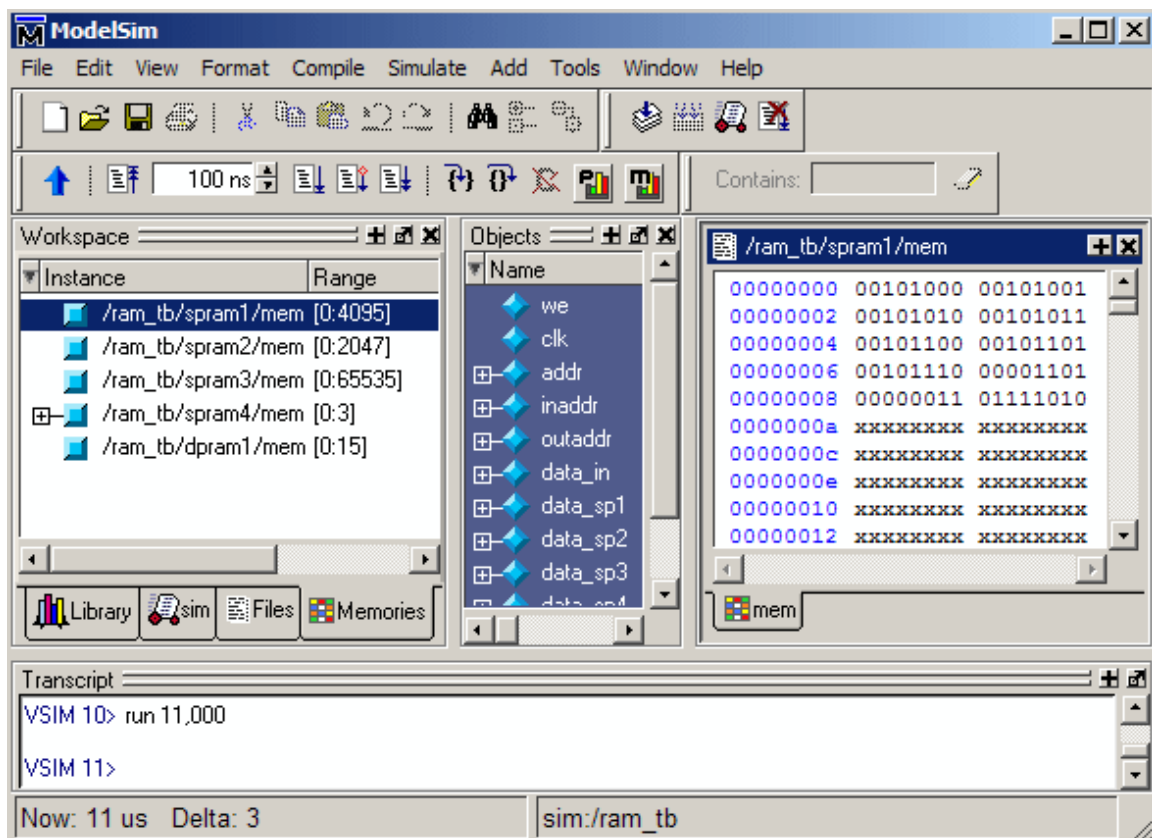 ModelSim
File Edit View Format Compile Simulate Add Tools Window Help
100 ns
Contains:
Workspace
Instance Range
/ram_tb/spram1/mem [0:4095]
/ram_tb/spram2/mem [0:2047]
/ram_tb/spram3/mem [0:65535]
/ram_tb/spram4/mem [0:3]
/ram_tb/dpram1/mem [0:15]
Library sim Files Memories
Objects
Name
we
clk
addr
inaddr
outaddr
data_in
data_sp1
data_sp2
data_sp3
data_sp4
/ram_tb/spram1/mem
00000000 00101000 00101001
00000002 00101010 00101011
00000004 00101100 00101101
00000006 00101110 00001101
00000008 00000011 01111010
0000000a xxxxxxxx xxxxxxxx
0000000c xxxxxxxx xxxxxxxx
0000000e xxxxxxxx xxxxxxxx
00000010 xxxxxxxx xxxxxxxx
00000012 xxxxxxxx xxxxxxxx
mem
Transcript
VSIM 10> run 11,000
VSIM 11>
Now: 11 us Delta: 3
sim:/ram_tb